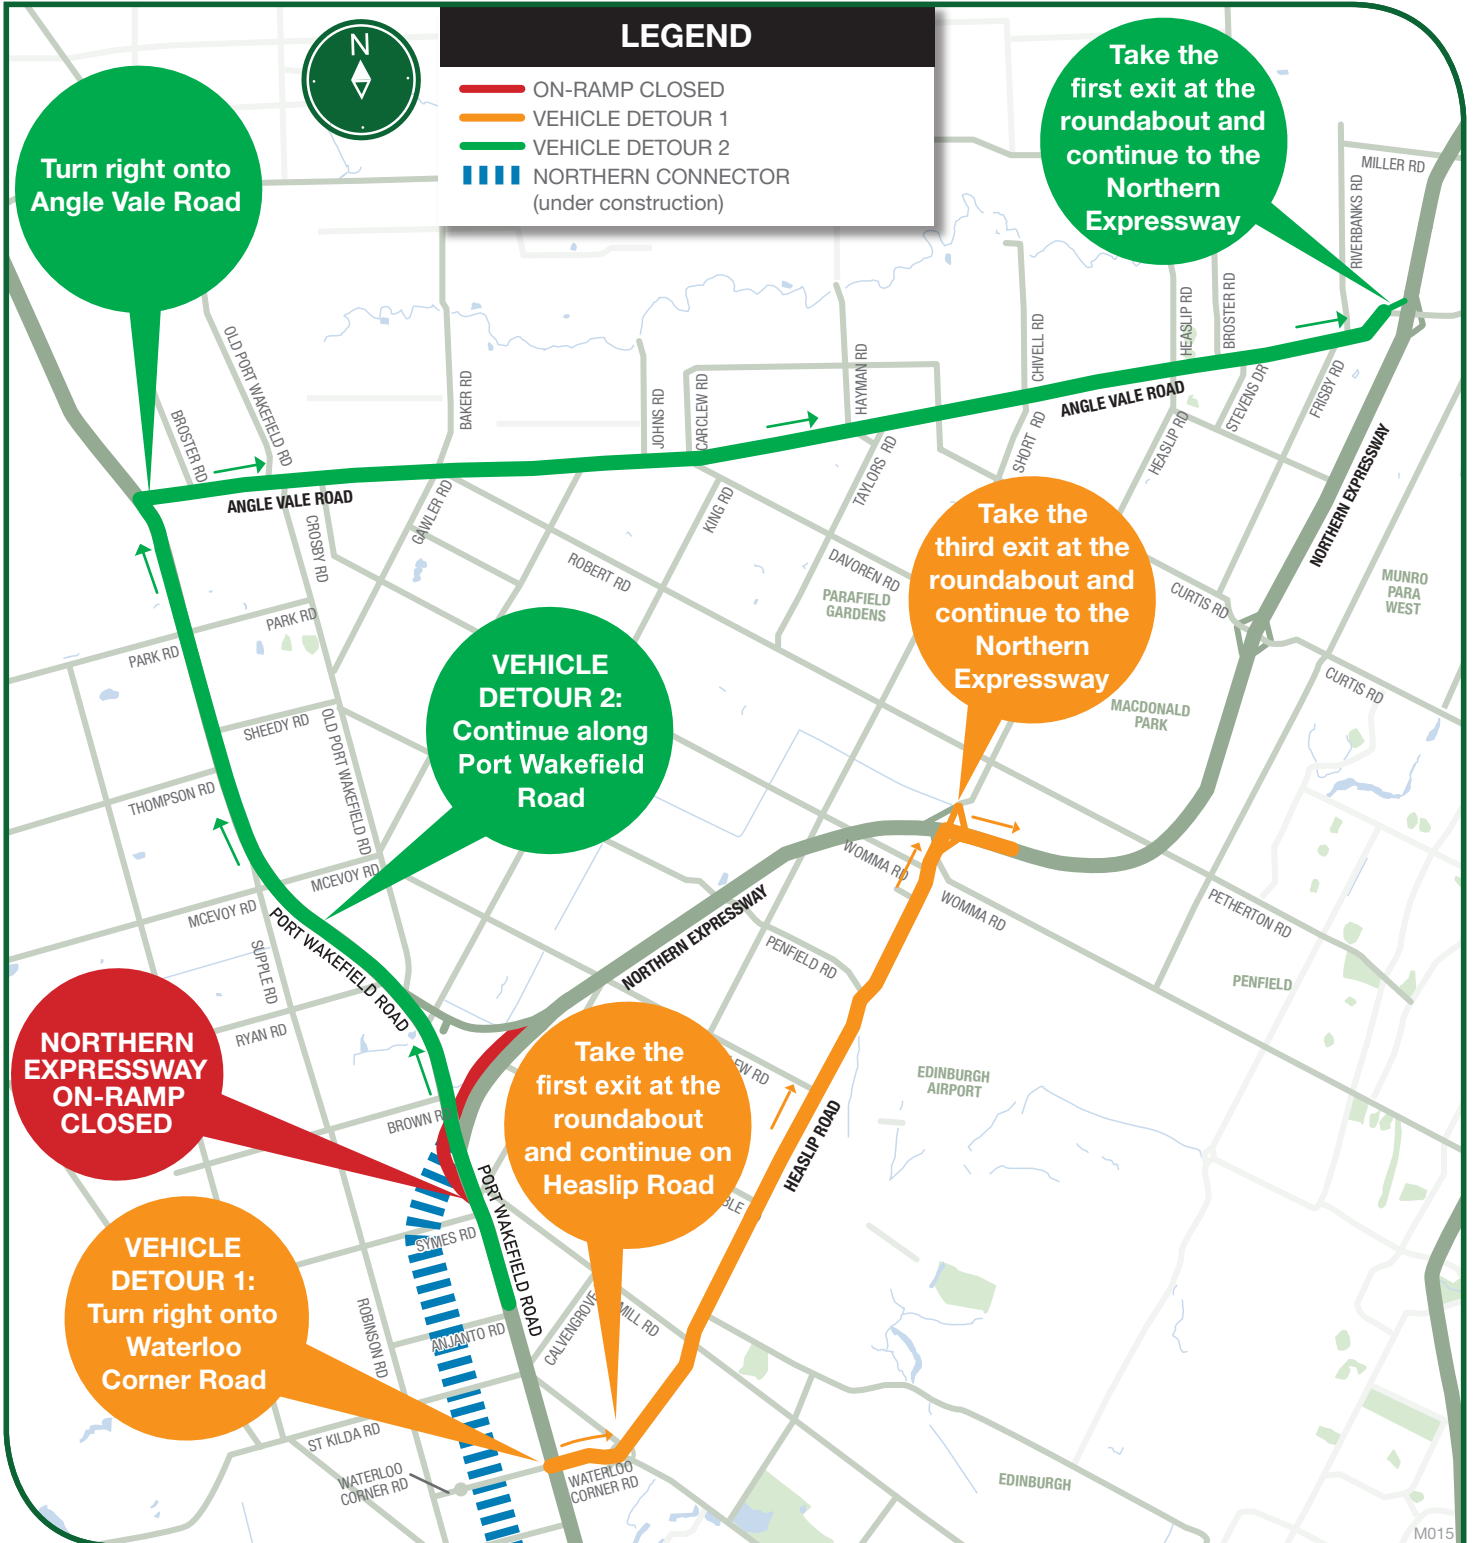 N
LEGEND
ON-RAMP CLOSED
VEHICLE DETOUR 1
VEHICLE DETOUR 2
NORTHERN CONNECTOR
(under construction)
Turn right onto
Angle Vale Road
Take the
first exit at the
roundabout and
continue to the
Northern
Expressway
MILLER RD
RIVERBANKS RD
HEASLIP RD
BROSTER RD
CHIVELL RD
OLD PORT WAKEFIELD RD
BAKER RD
JOHNS RD
CARCLEW RD
HAYMAN RD
ANGLE VALE ROAD
STEVENS DR
FRISBY RD
BROSTER RD
ANGLE VALE ROAD
CROSBY RD
GAWLER RD
KING RD
TAYLORS RD
SHORT RD
HEASLIP RD
NORTHERN EXPRESSWAY
ROBERT RD
DAVOREN RD
PARAFIELD
GARDENS
Take the
third exit at the
roundabout and
continue to the
Northern
Expressway
CURTIS RD
MUNRO
PARA
WEST
CURTIS RD
PARK RD
PARK RD
SHEEDY RD
OLD PORT WAKEFIELD RD
VEHICLE
DETOUR 2:
Continue along
Port Wakefield
Road
MACDONALD
PARK
THOMPSON RD
MCEVOY RD
MCEVOY RD
PORT WAKEFIELD ROAD
SUPPLE RD
RYAN RD
NORTHERN EXPRESSWAY
WOMMA RD
WOMMA RD
PENFIELD RD
PETHERTON RD
PENFIELD
NORTHERN
EXPRESSWAY
ON-RAMP
CLOSED
BROWN R
Take the
first exit at the
roundabout
and continue on
Heaslip Road
EW RD
BLE
EDINBURGH
AIRPORT
HEASLIP ROAD
PORT WAKEFIELD ROAD
SYMES RD
VEHICLE
DETOUR 1:
Turn right onto
Waterloo
Corner Road
ROBINSON RD
ANJANTO RD
CALVENGROVE
MILL RD
ST KILDA RD
WATERLOO
CORNER RD
WATERLOO
CORNER RD
EDINBURGH
M015